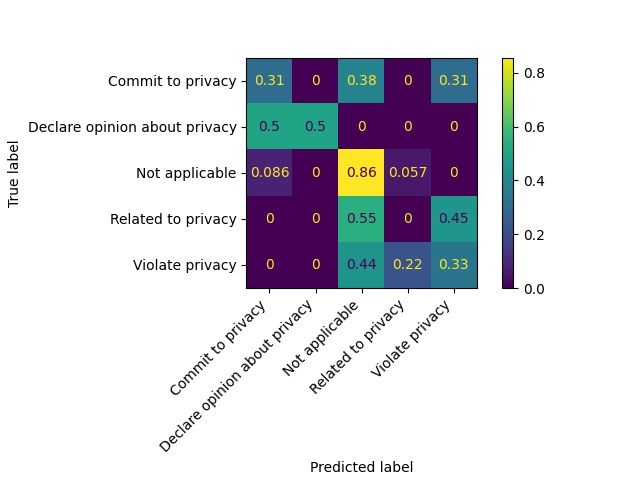 Commit to privacy 0.31 0 0.38 0 0.31
Declare opinion about privacy 0.5 0.5 0 0 0
Not applicable 0.086 0 0.86 0.057 0
Related to privacy 0 0 0.55 0 0.45
Violate privacy 0 0 0.44 0.22 0.33
True label
Commit to privacy
Declare opinion about privacy
Not applicable
Related to privacy
Violate privacy
Predicted label
0.8
0.6
0.4
0.2
0.0